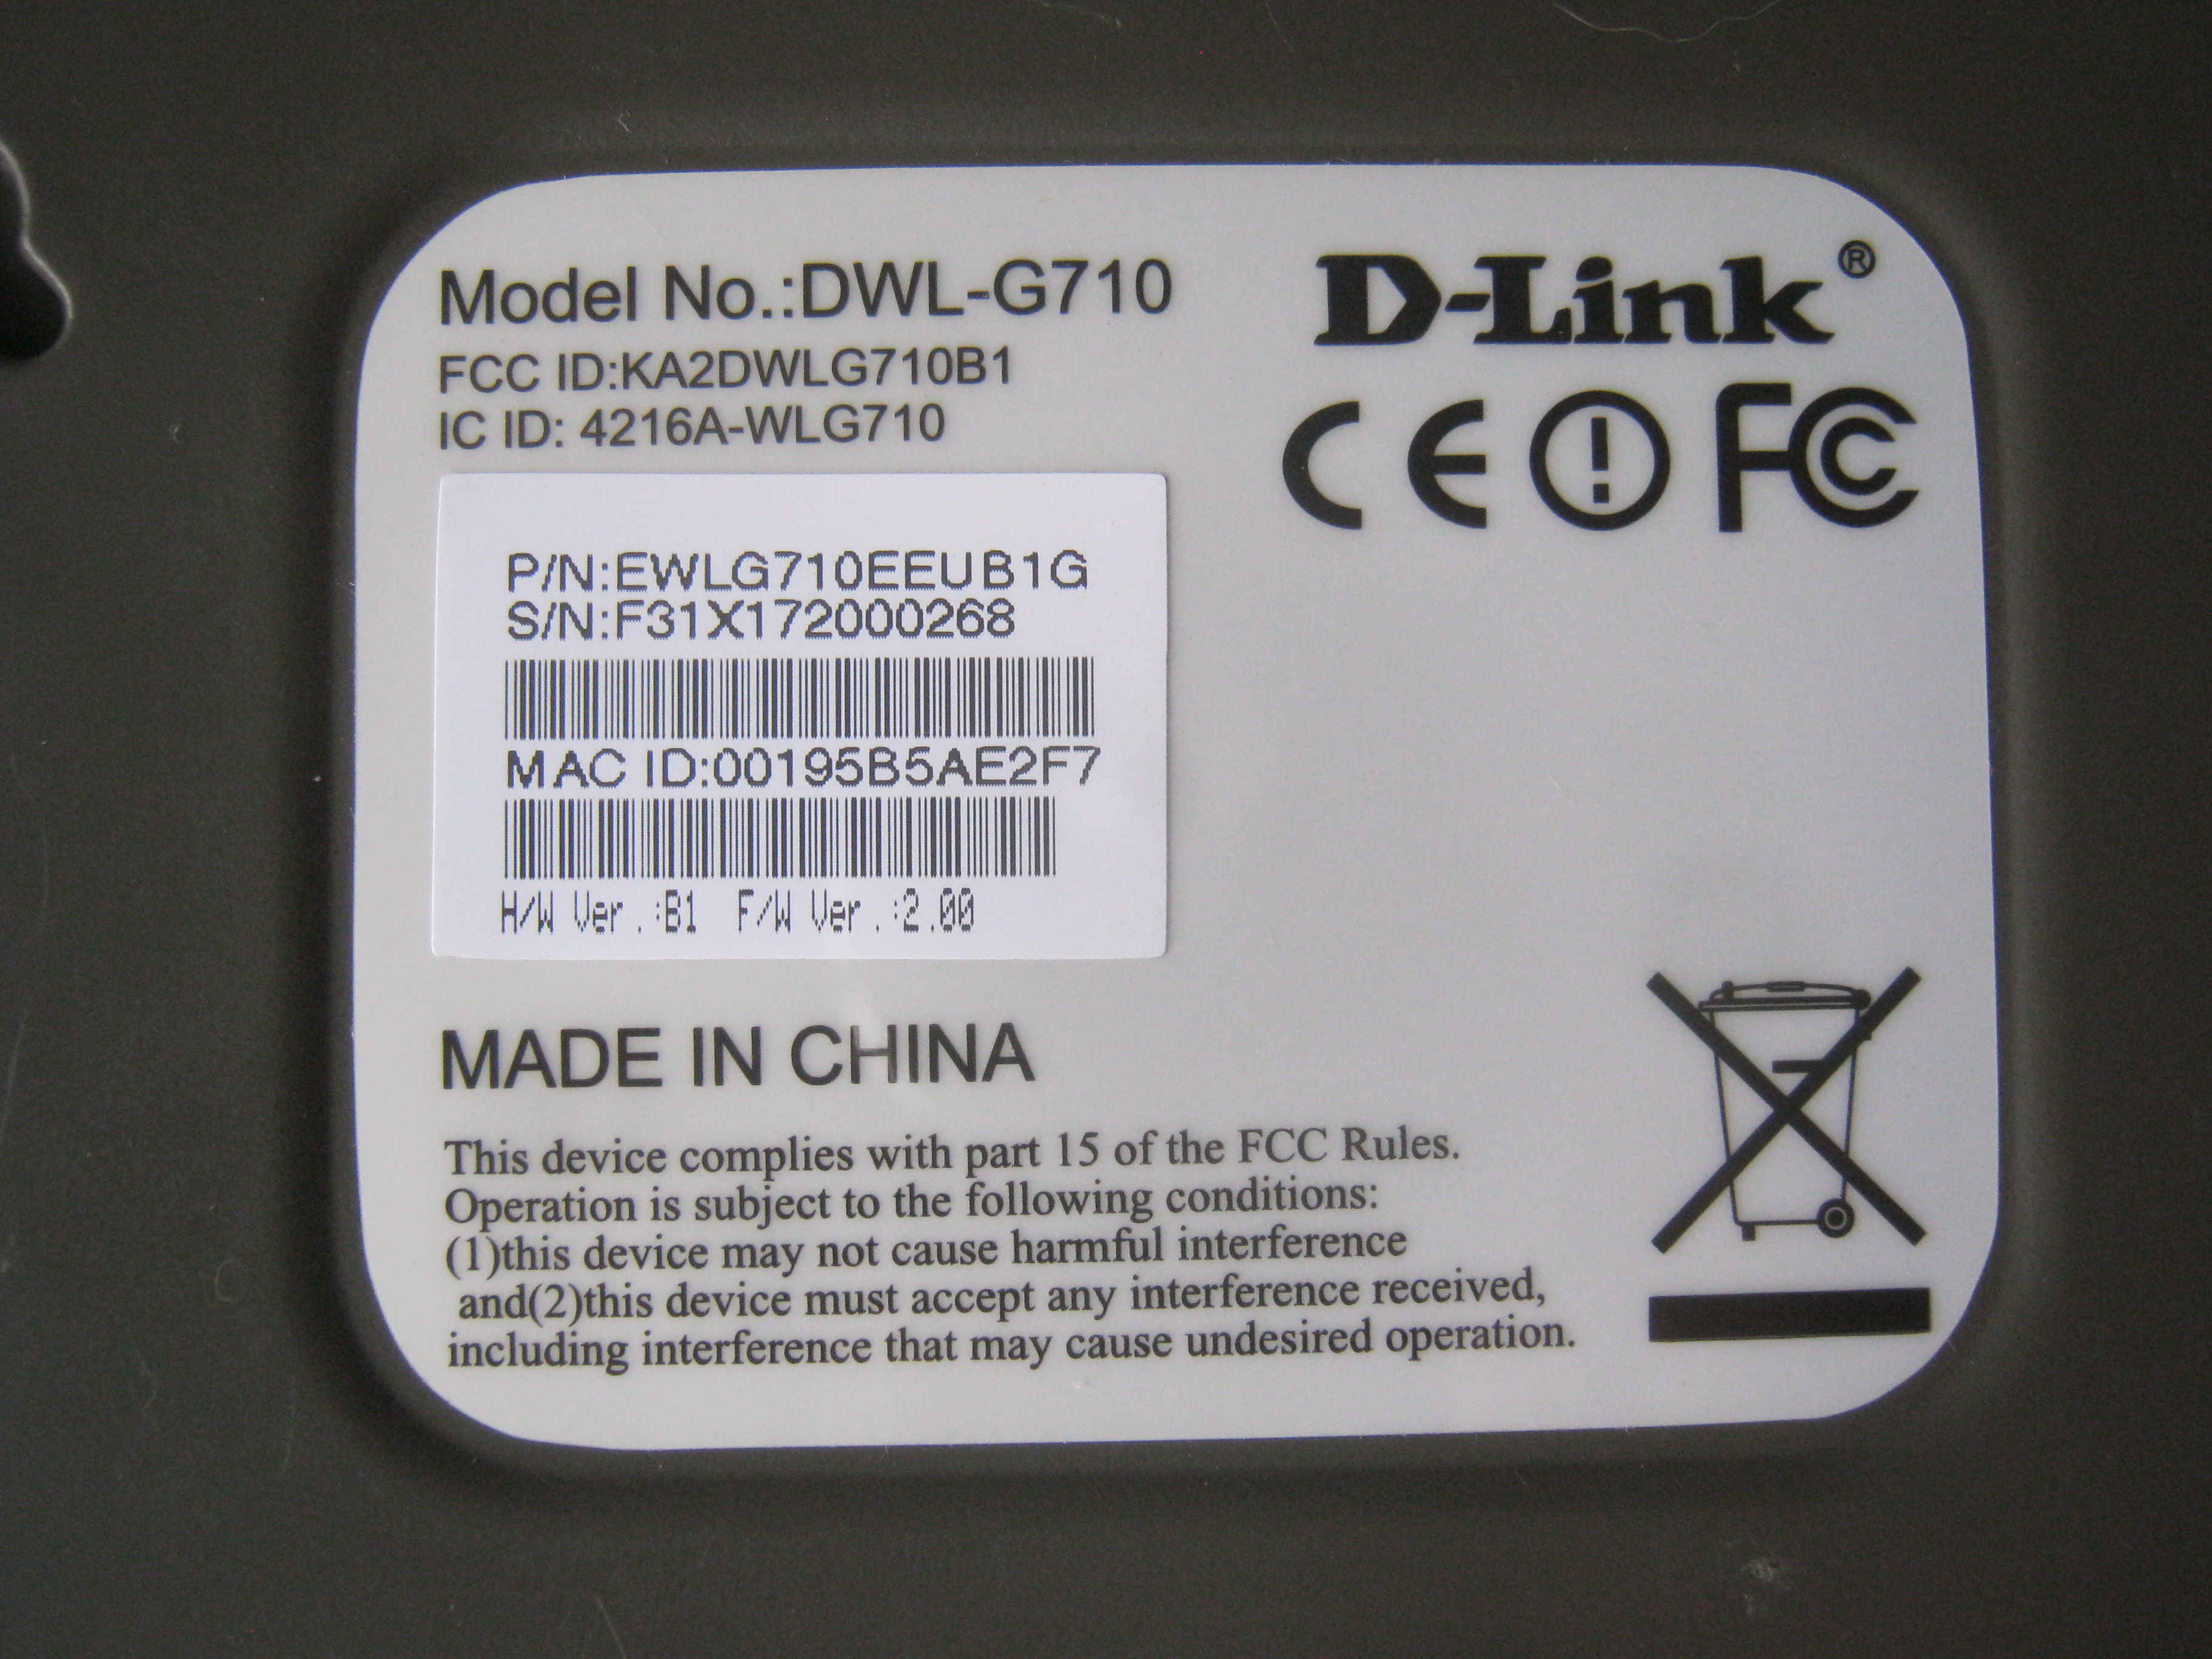 Model No.:DWL-G710
D-Link®
FCC ID:KA2DWLG710B1
IC ID: 4216A-WLG710
CE FC
P/N:EWLG710EEUB1G
S/N:F31X172000268
MAC ID:00195B5AE2F7
H/W Ver.:B1 F/W Ver.:2.00
MADE IN CHINA
This device complies with part 15 of the FCC Rules.
Operation is subject to the following conditions:
(1)this device may not cause harmful interference
and(2)this device must accept any interference received,
including interference that may cause undesired operation.